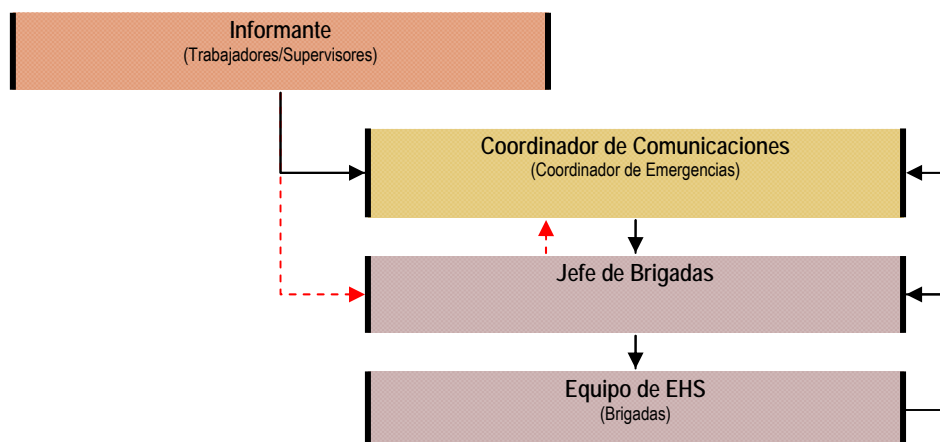 Informante
(Trabajadores/Supervisores)
Coordinador de Comunicaciones
(Coordinador de Emergencias)
Jefe de Brigadas
Equipo de EHS
(Brigadas)